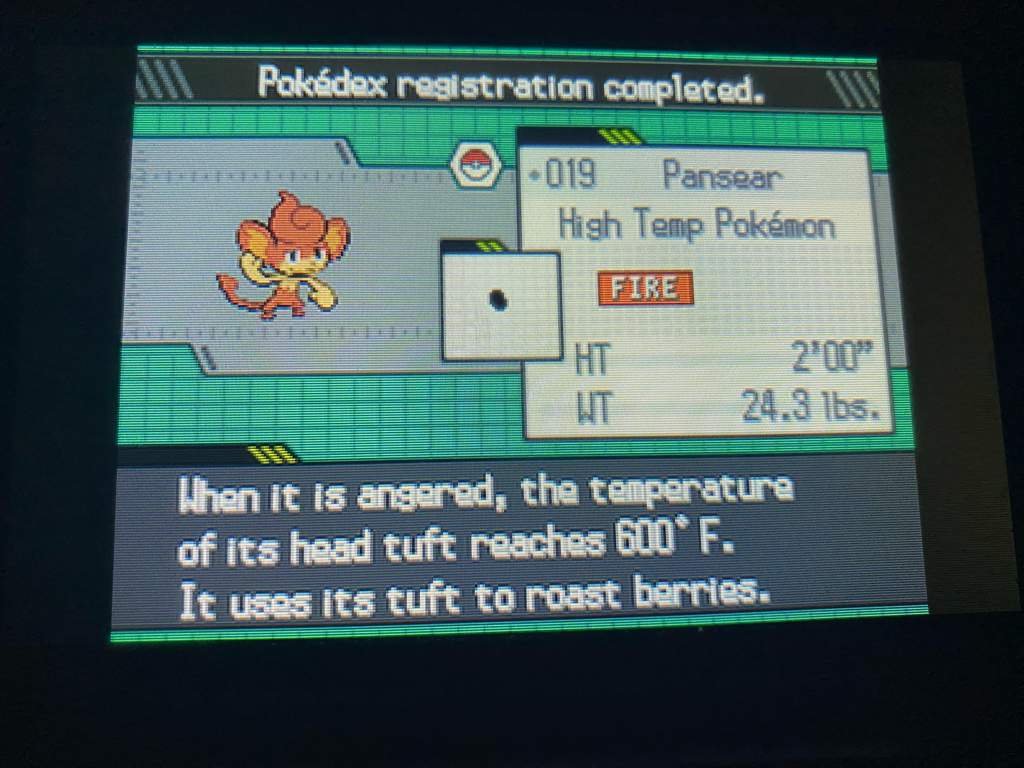 Pokédex registration completed.
019 Pansear
High Temp Pokémon
FIRE
HT 2'00"
WT 24.3 lbs.
When it is angered, the temperature
of its head tuft reaches 600° F.
It uses its tuft to roast berries.